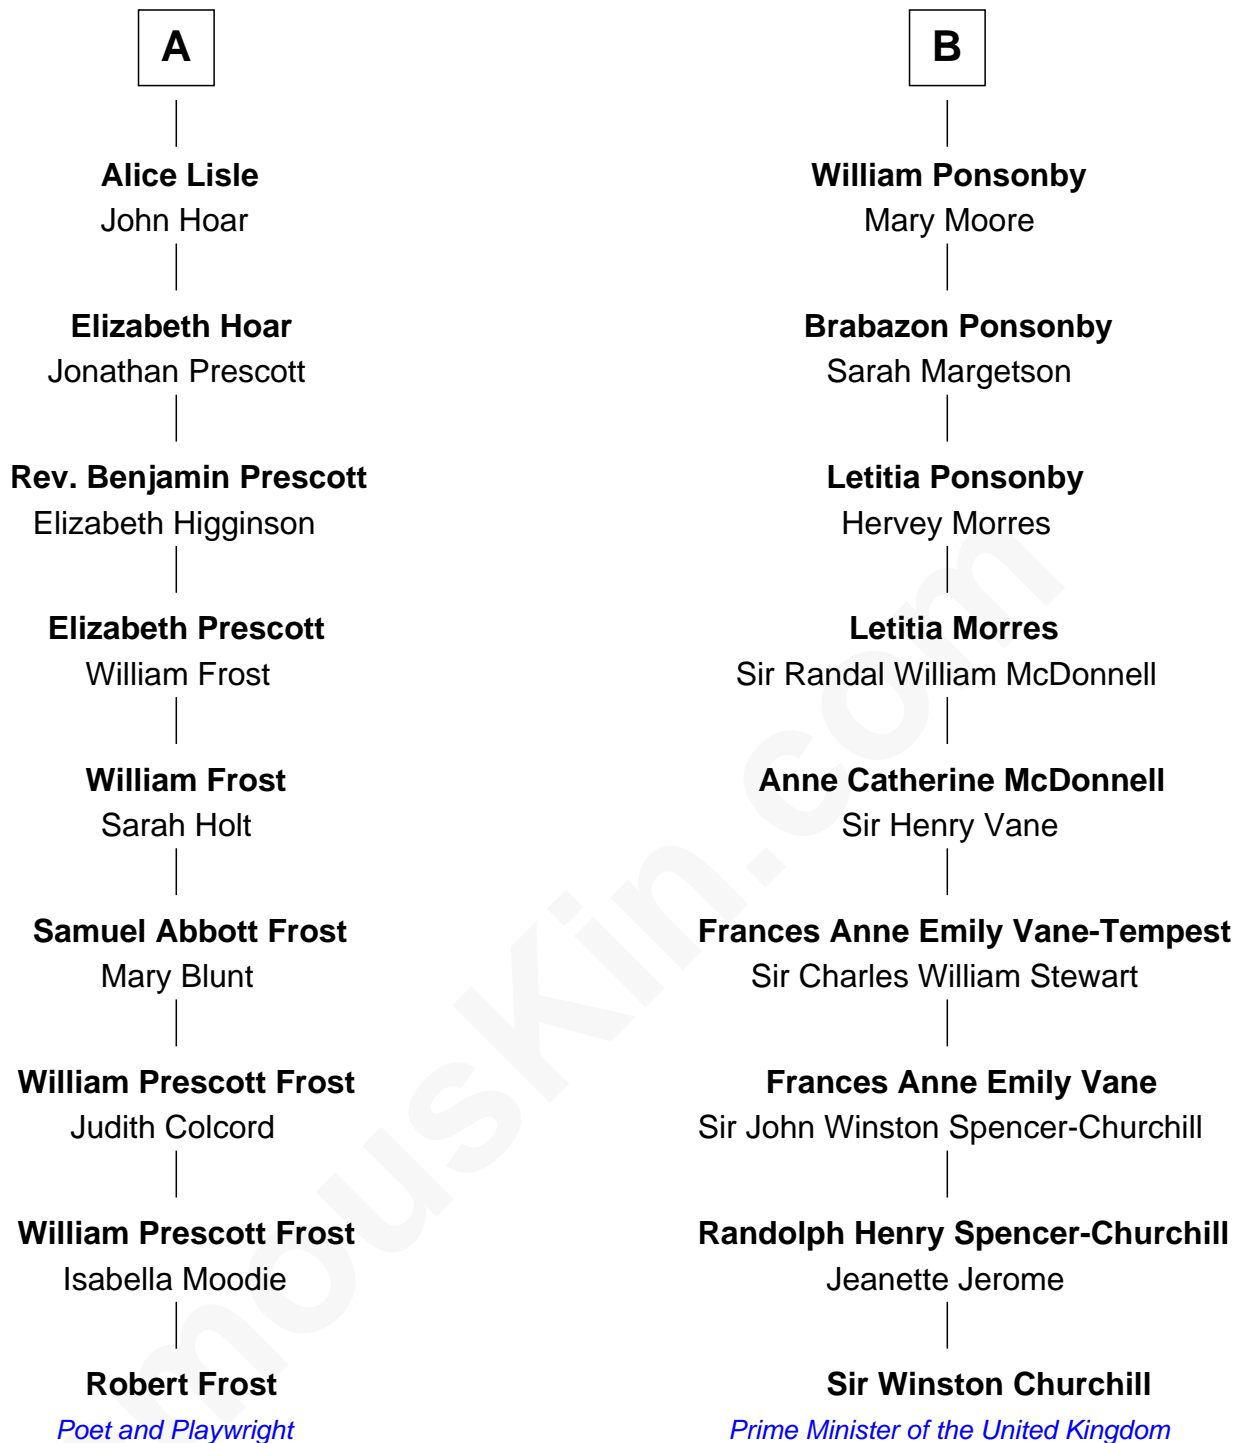 A
Alice Lisle
John Hoar
Elizabeth Hoar
Jonathan Prescott
Rev. Benjamin Prescott
Elizabeth Higginson
Elizabeth Prescott
William Frost
William Frost
Sarah Holt
Samuel Abbott Frost
Mary Blunt
William Prescott Frost
Judith Colcord
William Prescott Frost
Isabella Moodie
Robert Frost
Poet and Playwright
B
William Ponsonby
Mary Moore
Brabazon Ponsonby
Sarah Margetson
Letitia Ponsonby
Hervey Morres
Letitia Morres
Sir Randal William McDonnell
Anne Catherine McDonnell
Sir Henry Vane
Frances Anne Emily Vane-Tempest
Sir Charles William Stewart
Frances Anne Emily Vane
Sir John Winston Spencer-Churchill
Randolph Henry Spencer-Churchill
Jeanette Jerome
Sir Winston Churchill
Prime Minister of the United Kingdom
mousKin.com